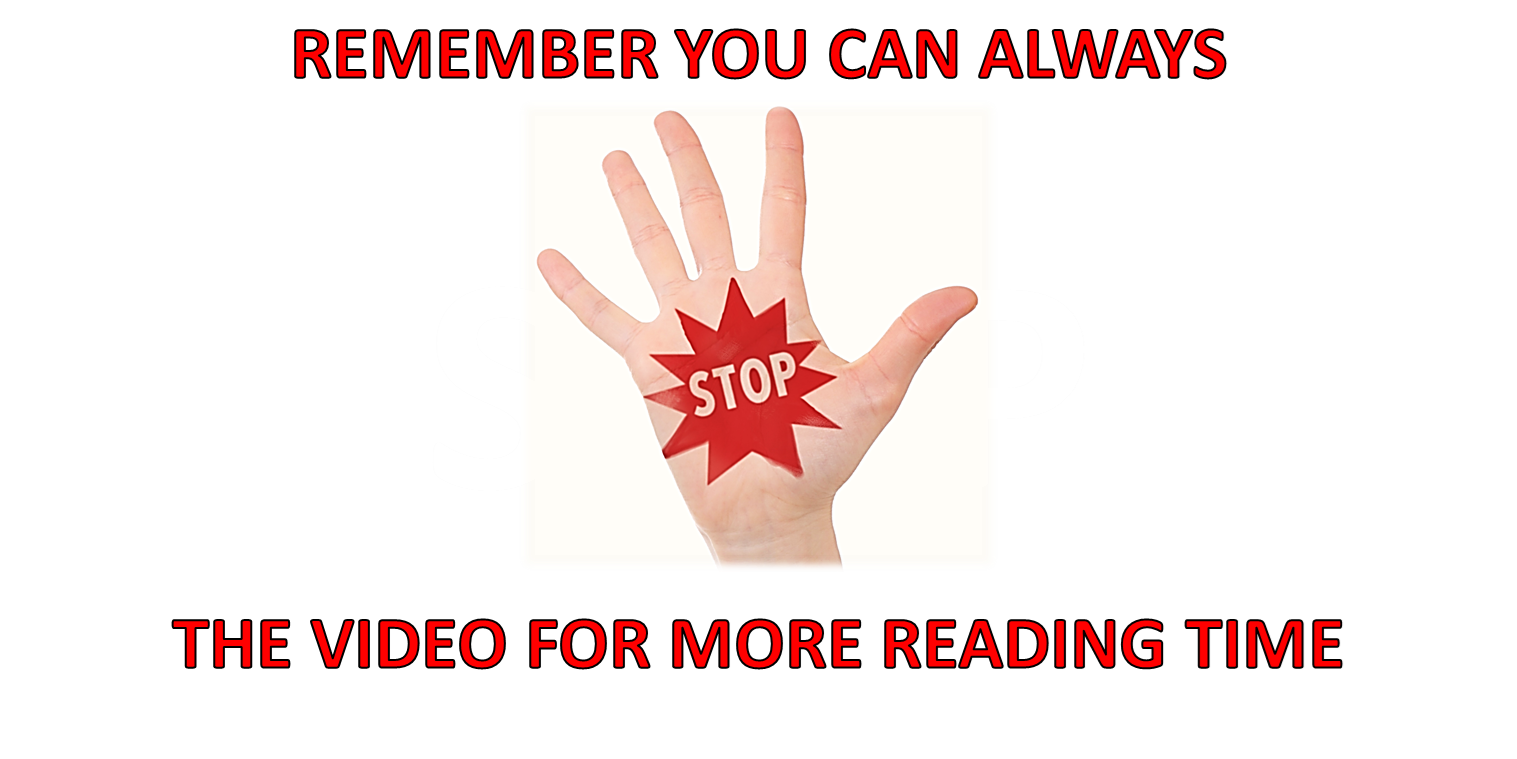 REMEMBER YOU CAN ALWAYS
STOP
THE VIDEO FOR MORE READING TIME